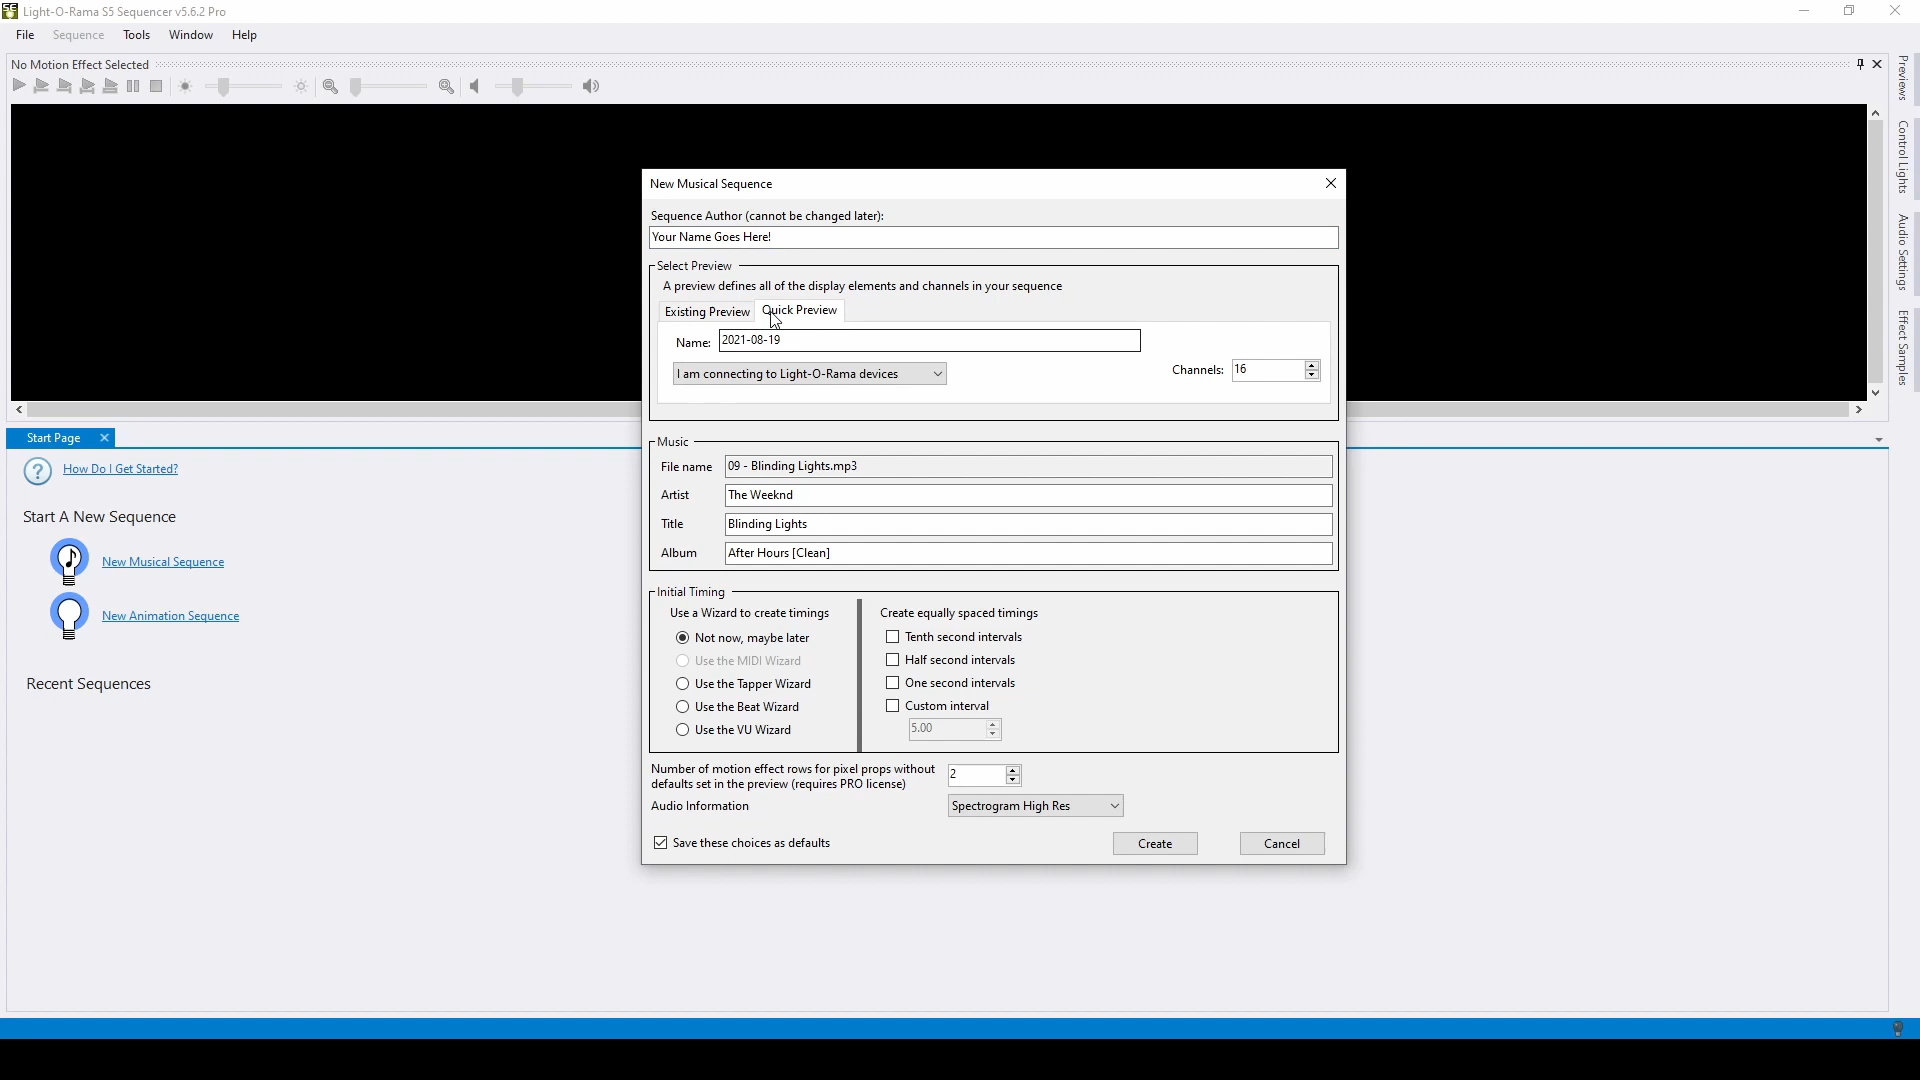 Light-O-Rama S5 Sequencer v5.6.2 Pro
File Sequence Tools Window Help
No Motion Effect Selected
Previews
Control Lights
Audio Settings
Effect Samples
New Musical Sequence
Sequence Author (cannot be changed later):
Your Name Goes Here!
Select Preview
A preview defines all of the display elements and channels in your sequence
Existing Preview Quick Preview
Name: 2021-08-19
I am connecting to Light-O-Rama devices Channels: 16
Music
File name 09 - Blinding Lights.mp3
Artist The Weeknd
Title Blinding Lights
Album After Hours [Clean]
Initial Timing
Use a Wizard to create timings
Not now, maybe later
Use the MIDI Wizard
Use the Tapper Wizard
Use the Beat Wizard
Use the VU Wizard
Create equally spaced timings
Tenth second intervals
Half second intervals
One second intervals
Custom interval
5.00
Number of motion effect rows for pixel props without
defaults set in the preview (requires PRO license) 2
Audio Information Spectrogram High Res
Save these choices as defaults Create Cancel
Start Page
How Do I Get Started?
Start A New Sequence
New Musical Sequence
New Animation Sequence
Recent Sequences